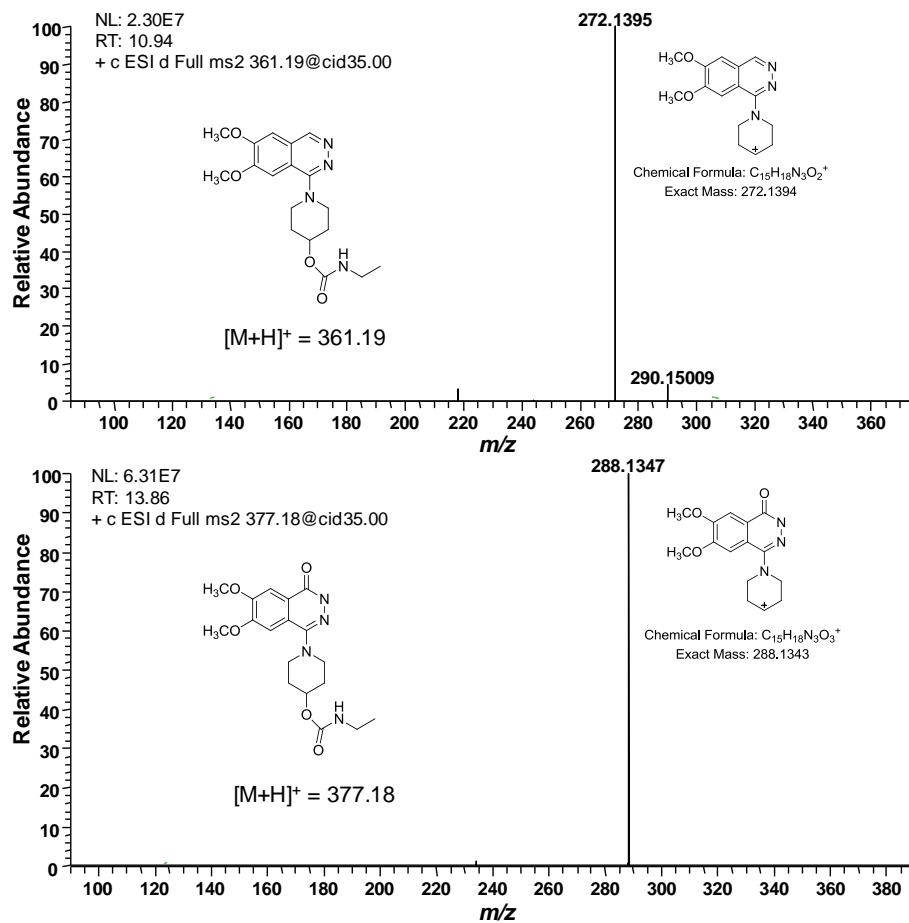 NL: 2.30E7
RT: 10.94
+ c ESI d Full ms2 361.19@cid35.00
272.1395
290.15009
Relative Abundance
100
90
80
70
60
50
40
30
20
10
0
H₃CO
H₃CO
N
N
N
O
O
H
N
[M+H]⁺ = 361.19
H₃CO
H₃CO
N
N
N
+
Chemical Formula: C₁₅H₁₈N₃O₂⁺
Exact Mass: 272.1394
100 120 140 160 180 200 220 240 260 280 300 320 340 360
m/z
NL: 6.31E7
RT: 13.86
+ c ESI d Full ms2 377.18@cid35.00
288.1347
Relative Abundance
100
90
80
70
60
50
40
30
20
10
0
O
H₃CO
H₃CO
N
N
N
O
O
H
N
[M+H]⁺ = 377.18
O
H₃CO
H₃CO
N
N
N
+
Chemical Formula: C₁₅H₁₈N₃O₃⁺
Exact Mass: 288.1343
100 120 140 160 180 200 220 240 260 280 300 320 340 360 380
m/z